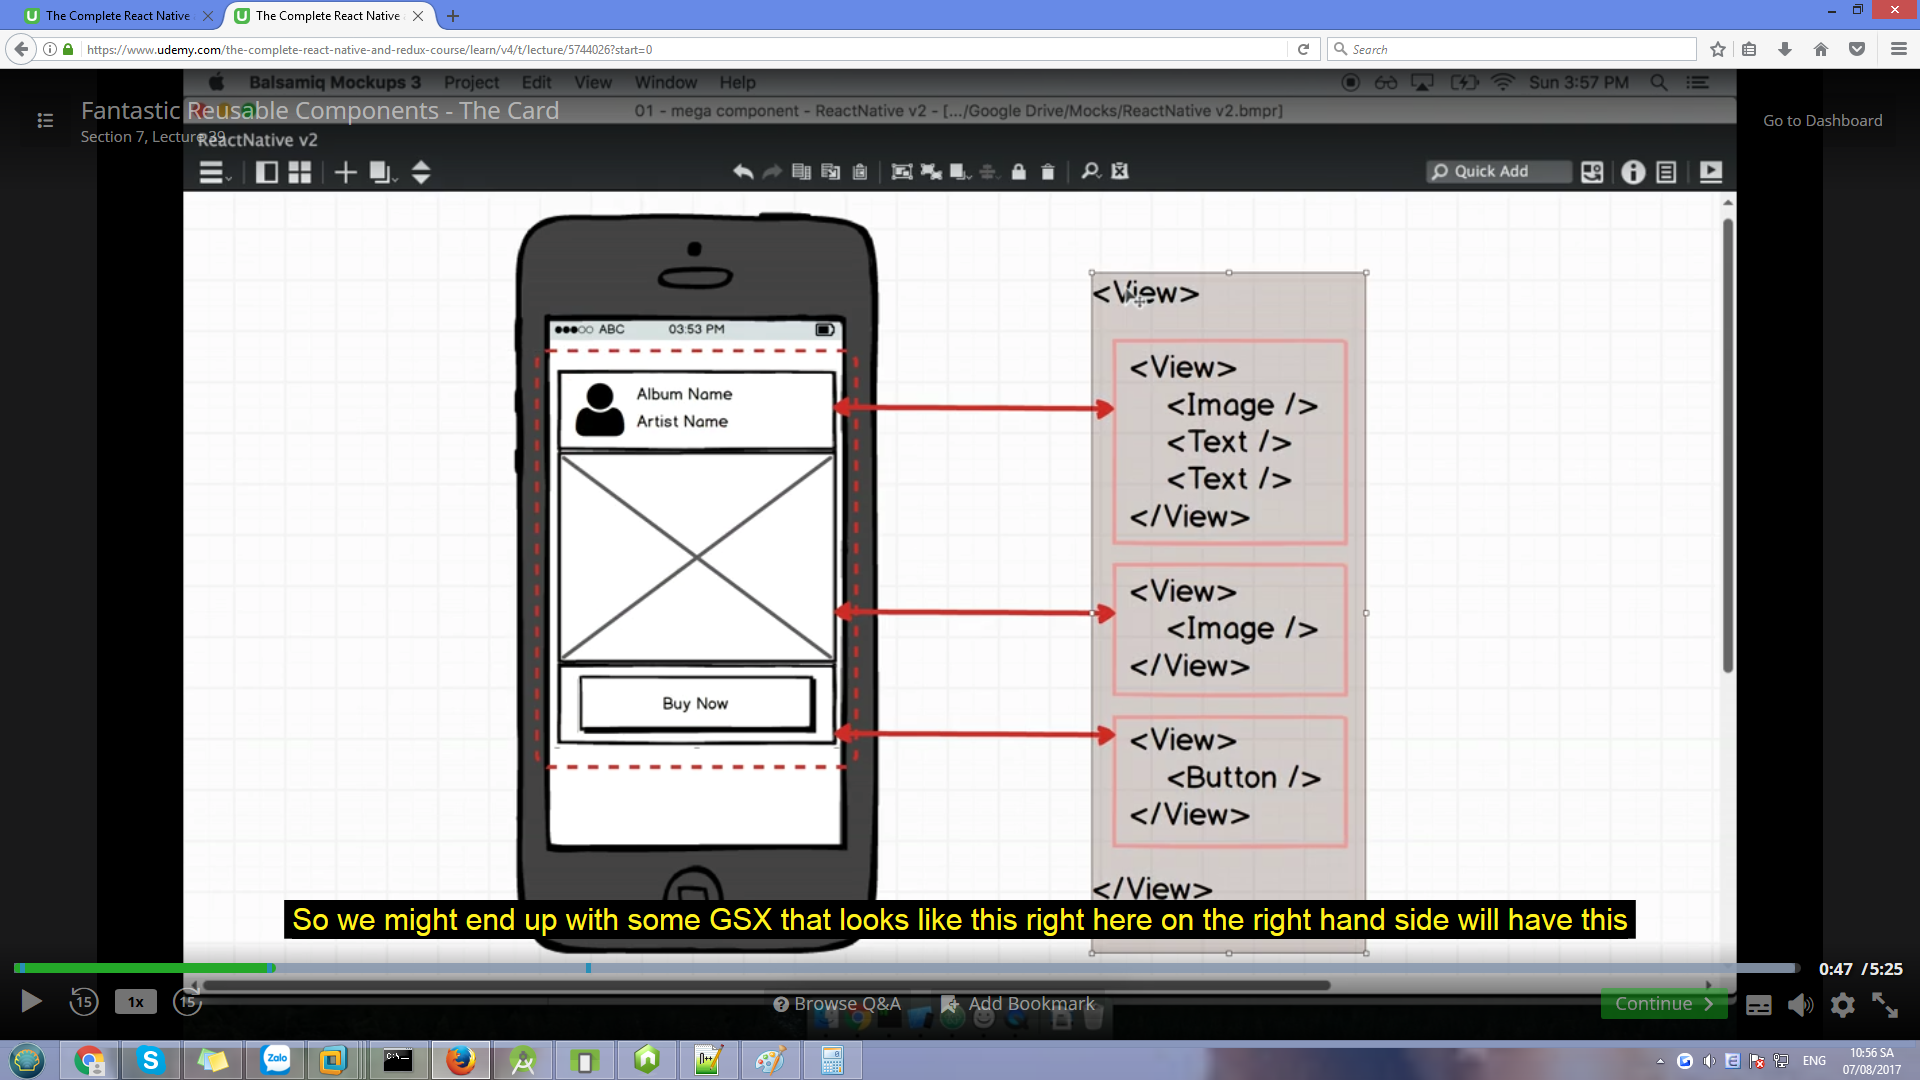 The Complete React Native
The Complete React Native
https://www.udemy.com/the-complete-react-native-and-redux-course/learn/v4/t/lecture/5744026?start=0
Search
Balsamiq Mockups 3 Project Edit View Window Help
Sun 3:57 PM
Fantastic Reusable Components - The Card
01 - mega component - ReactNative v2 - [.../Google Drive/Mocks/ReactNative v2.bmpr]
Go to Dashboard
Section 7, Lecture 39
ReactNative v2
Quick Add
ABC 03:53 PM
Album Name
Artist Name
Buy Now
<View>
<View>
<Image />
<Text />
<Text />
</View>
<View>
<Image />
</View>
<View>
<Button />
</View>
</View>
So we might end up with some GSX that looks like this right here on the right hand side will have this
0:47 / 5:25
15
1x
15
Browse Q&A
Add Bookmark
Continue
Zalo
C:\_
ENG
10:56 SA
07/08/2017